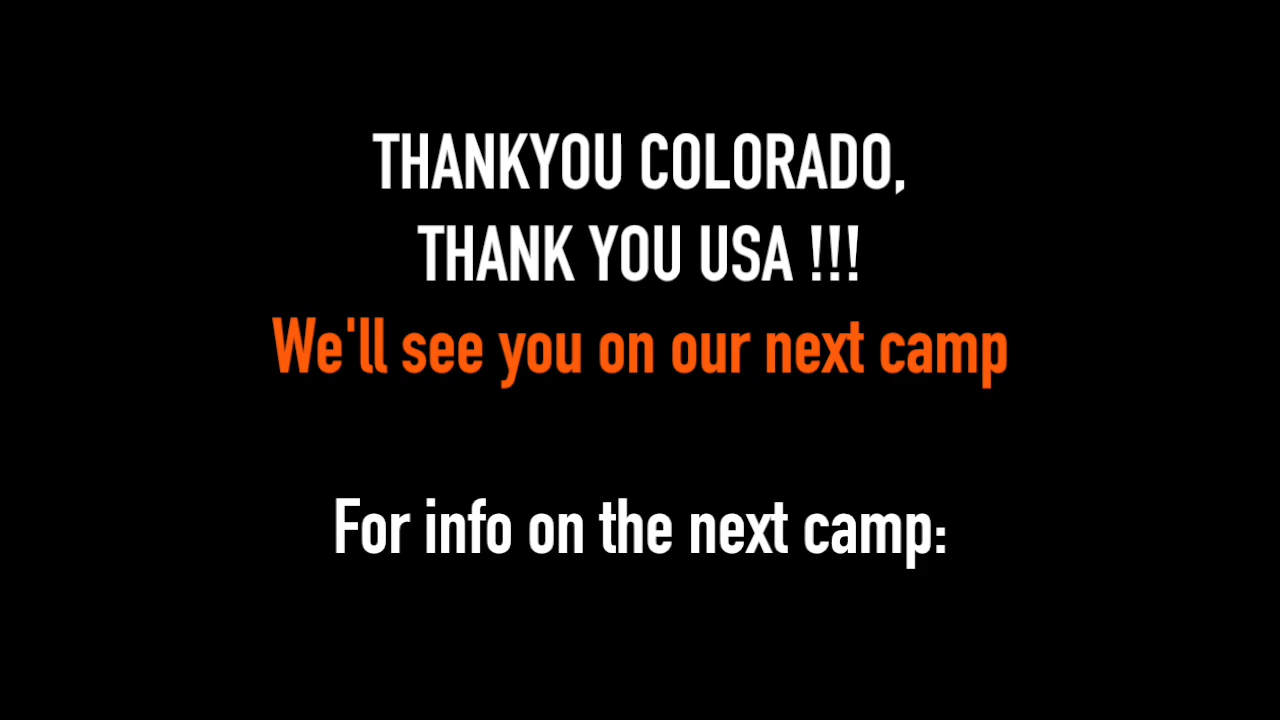 THANKYOU COLORADO,
THANK YOU USA !!!
We'll see you on our next camp
For info on the next camp: